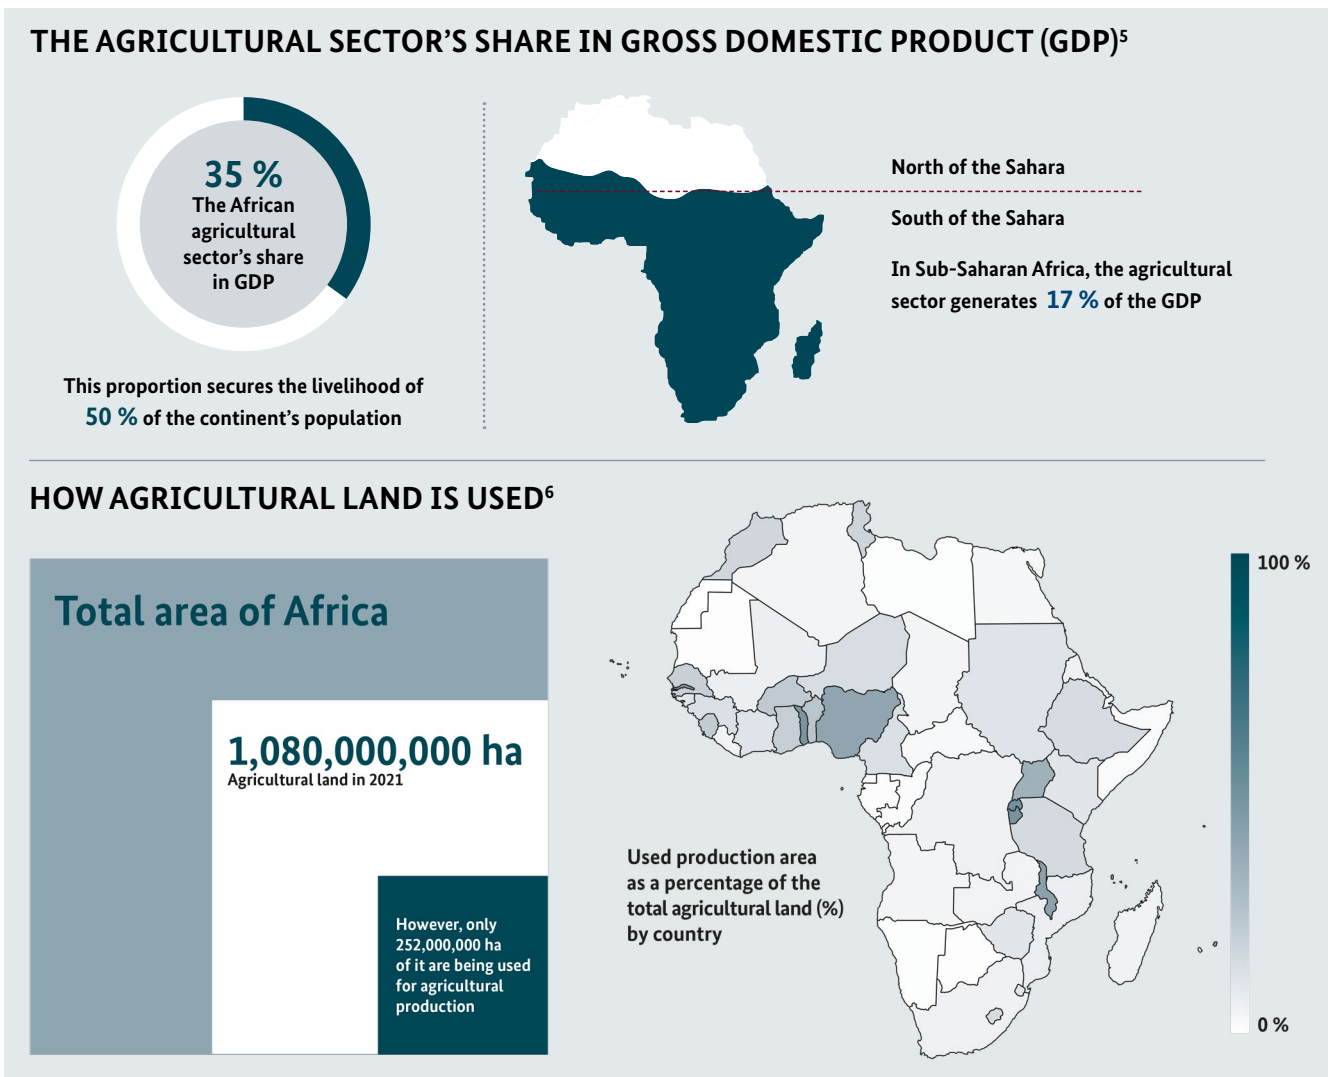 THE AGRICULTURAL SECTOR’S SHARE IN GROSS DOMESTIC PRODUCT (GDP)⁵
35 %
The African
agricultural
sector’s share
in GDP
This proportion secures the livelihood of
50 % of the continent’s population
North of the Sahara
South of the Sahara
In Sub-Saharan Africa, the agricultural
sector generates 17 % of the GDP
HOW AGRICULTURAL LAND IS USED⁶
Total area of Africa
1,080,000,000 ha
Agricultural land in 2021
However, only
252,000,000 ha
of it are being used
for agricultural
production
Used production area
as a percentage of the
total agricultural land (%)
by country
100 %
0 %